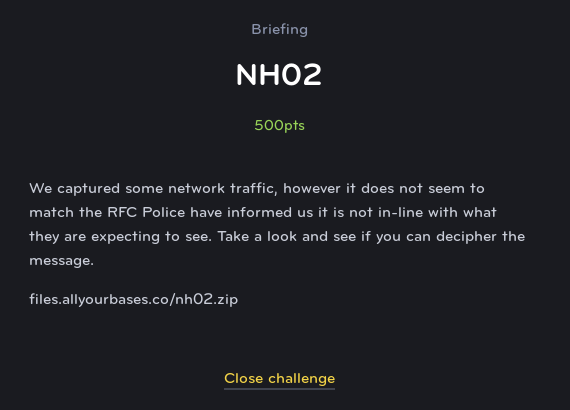 Briefing
NH02
500pts
We captured some network traffic, however it does not seem to
match the RFC Police have informed us it is not in-line with what
they are expecting to see. Take a look and see if you can decipher the
message.
files.allyourbases.co/nh02.zip
Close challenge